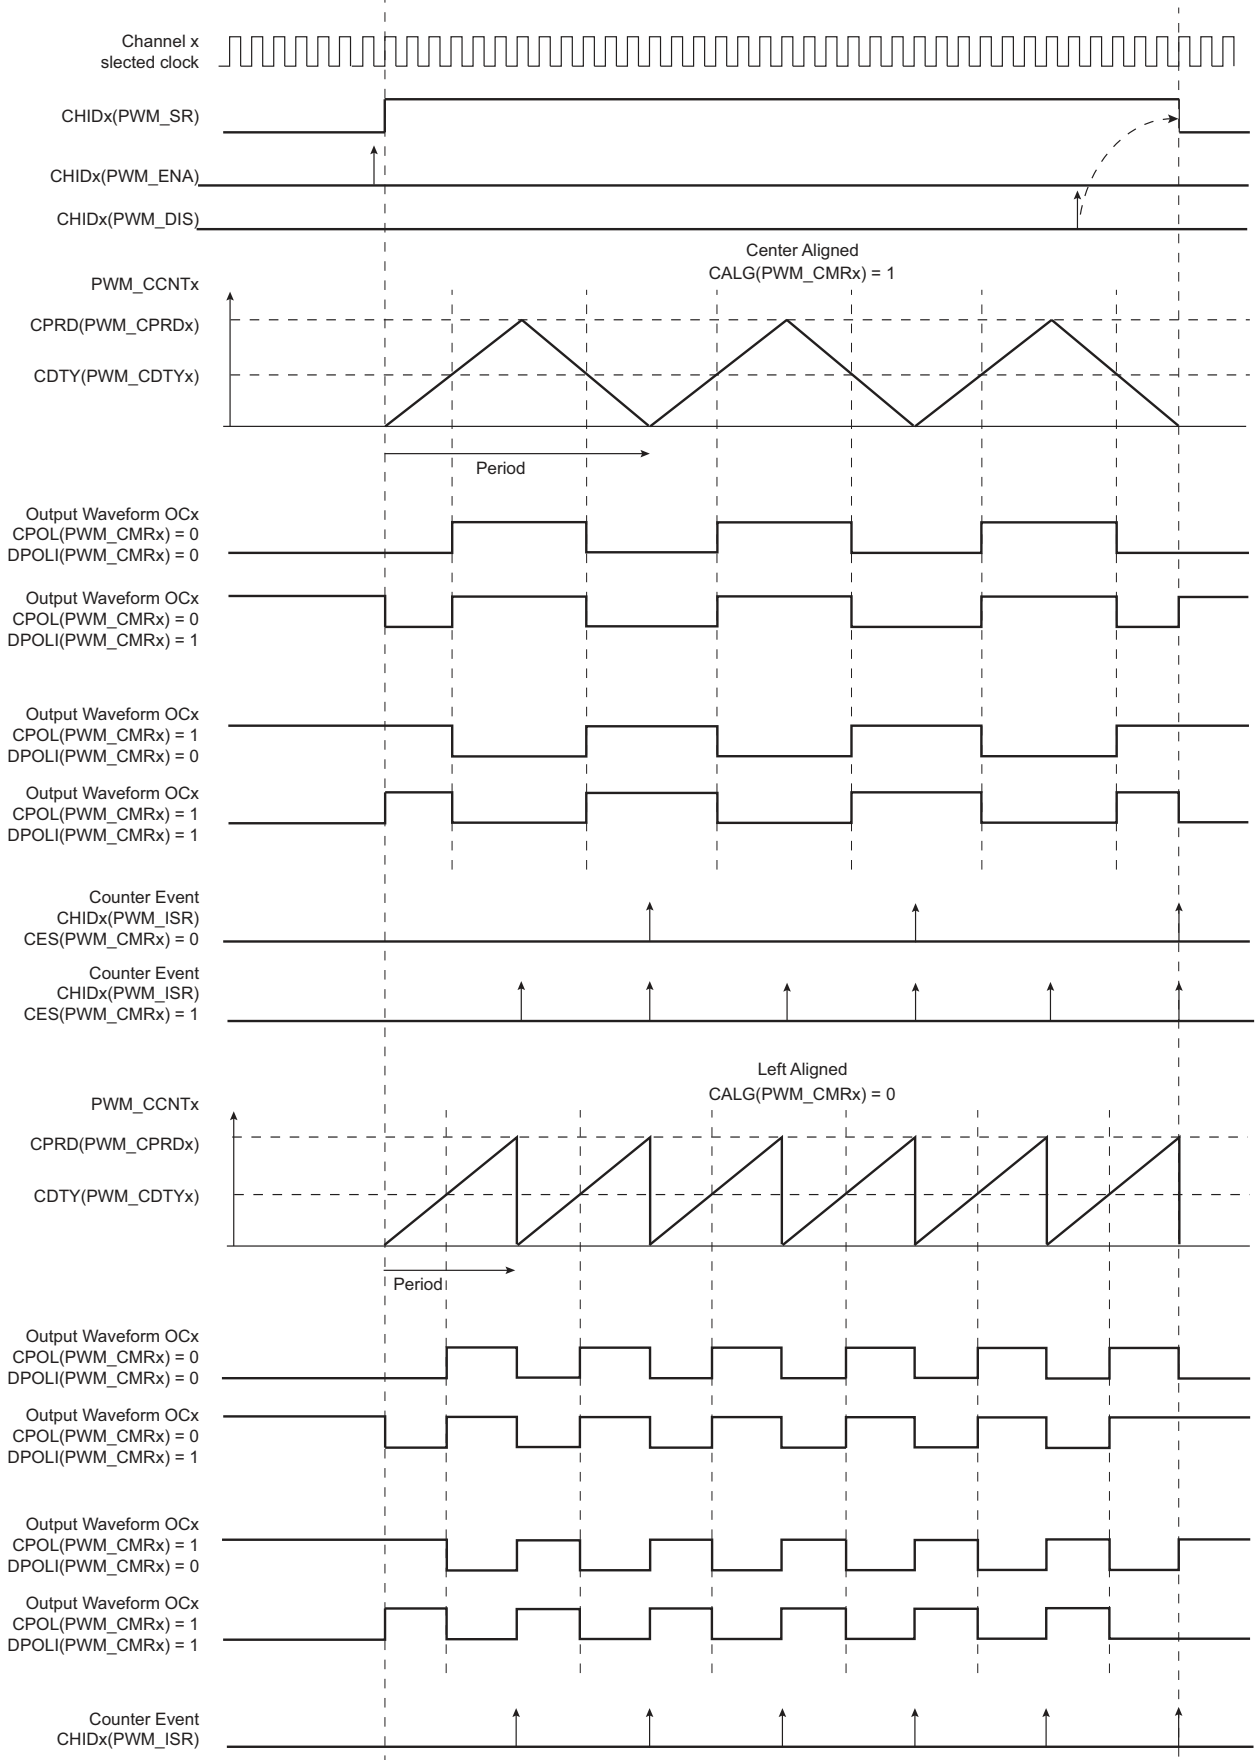 Channel x
slected clock
CHIDx(PWM_SR)
CHIDx(PWM_ENA)
CHIDx(PWM_DIS)
Center Aligned
CALG(PWM_CMRx) = 1
PWM_CCNTx
CPRD(PWM_CPRDx)
CDTY(PWM_CDTYx)
Period
Output Waveform OCx
CPOL(PWM_CMRx) = 0
DPOLI(PWM_CMRx) = 0
Output Waveform OCx
CPOL(PWM_CMRx) = 0
DPOLI(PWM_CMRx) = 1
Output Waveform OCx
CPOL(PWM_CMRx) = 1
DPOLI(PWM_CMRx) = 0
Output Waveform OCx
CPOL(PWM_CMRx) = 1
DPOLI(PWM_CMRx) = 1
Counter Event
CHIDx(PWM_ISR)
CES(PWM_CMRx) = 0
Counter Event
CHIDx(PWM_ISR)
CES(PWM_CMRx) = 1
Left Aligned
CALG(PWM_CMRx) = 0
PWM_CCNTx
CPRD(PWM_CPRDx)
CDTY(PWM_CDTYx)
Period
Output Waveform OCx
CPOL(PWM_CMRx) = 0
DPOLI(PWM_CMRx) = 0
Output Waveform OCx
CPOL(PWM_CMRx) = 0
DPOLI(PWM_CMRx) = 1
Output Waveform OCx
CPOL(PWM_CMRx) = 1
DPOLI(PWM_CMRx) = 0
Output Waveform OCx
CPOL(PWM_CMRx) = 1
DPOLI(PWM_CMRx) = 1
Counter Event
CHIDx(PWM_ISR)